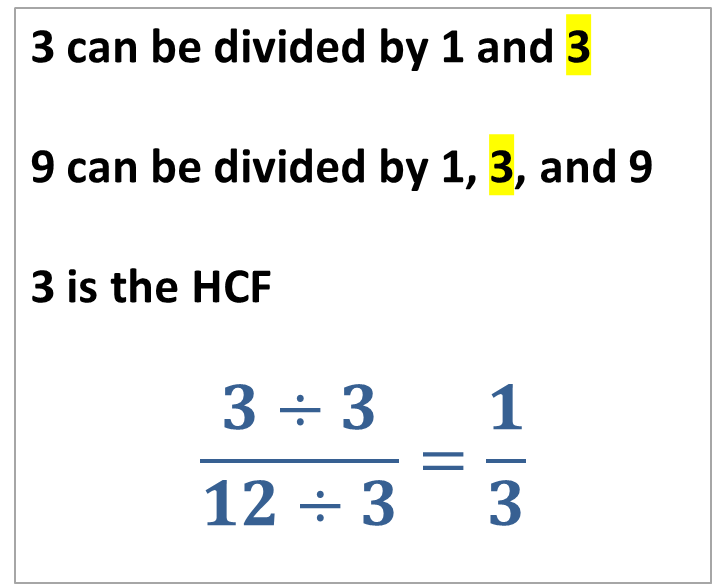 3 can be divided by 1 and 3
9 can be divided by 1, 3, and 9
3 is the HCF
3 ÷ 3 1
=
12 ÷ 3 3